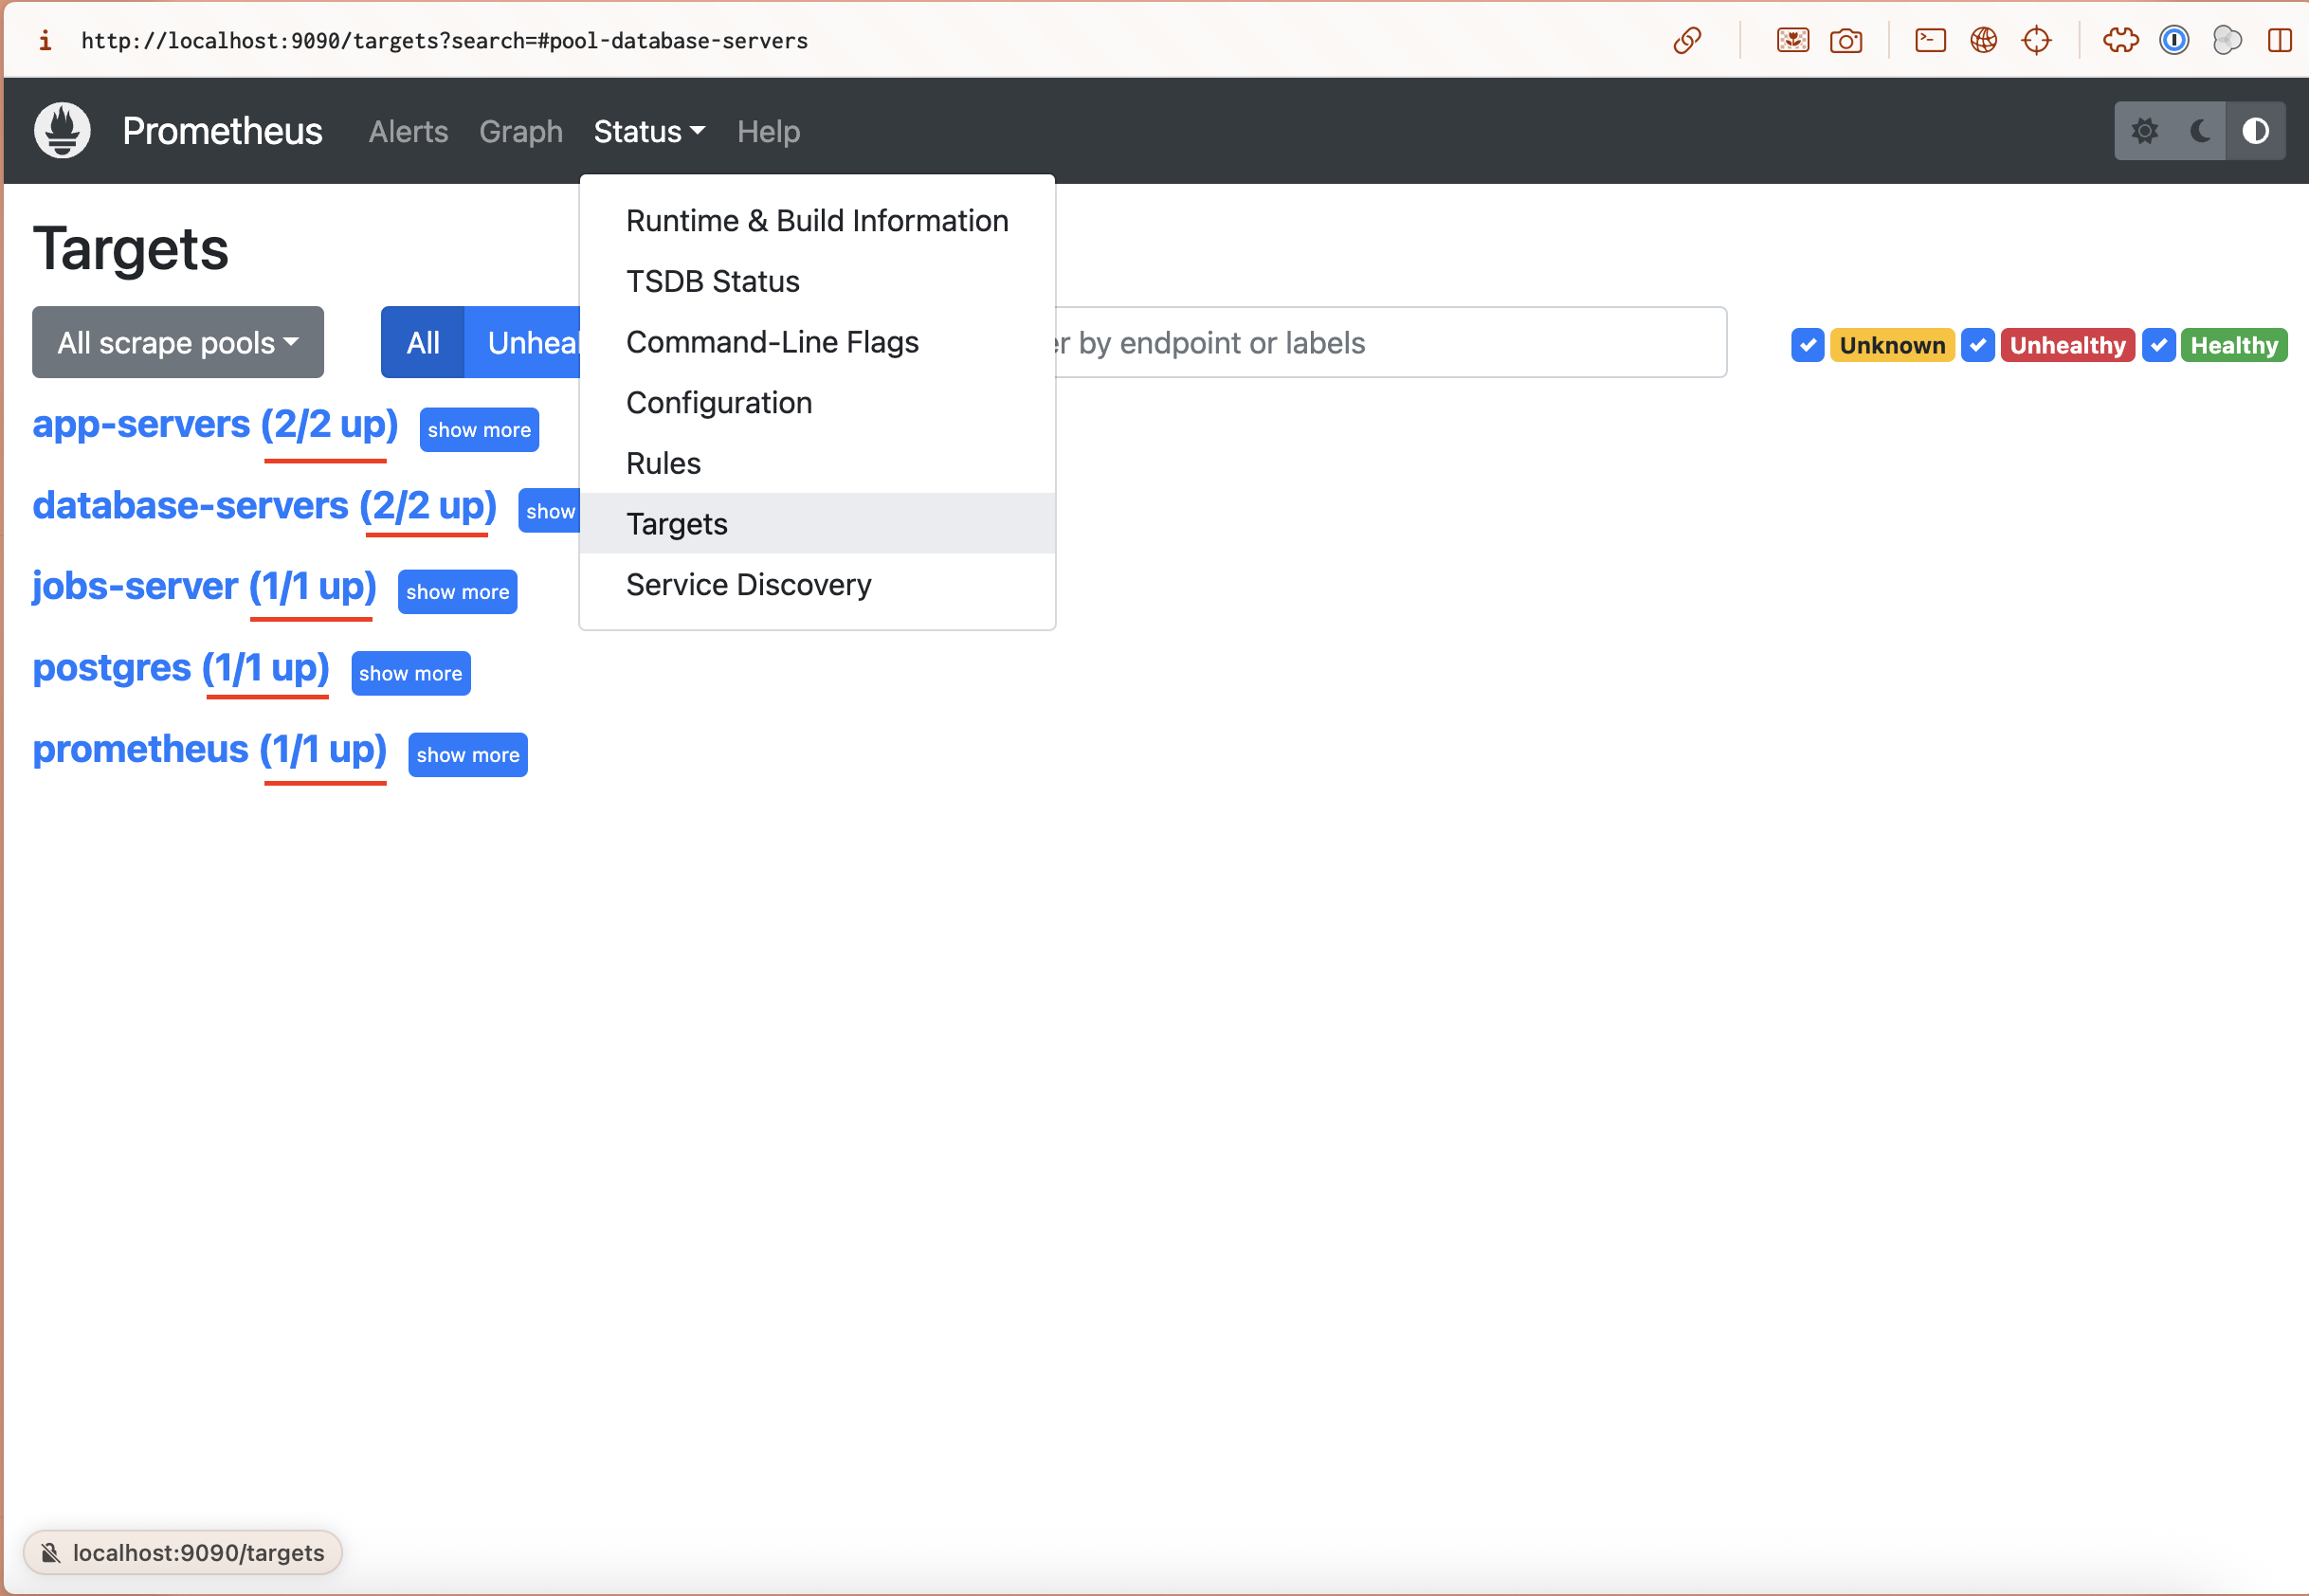 http://localhost:9090/targets?search=#pool-database-servers
Prometheus Alerts Graph Status Help
Runtime & Build Information
TSDB Status
Command-Line Flags
Configuration
Rules
Targets
Service Discovery
Targets
All scrape pools All Unheal er by endpoint or labels Unknown Unhealthy Healthy
app-servers (2/2 up) show more
database-servers (2/2 up) show
jobs-server (1/1 up) show more
postgres (1/1 up) show more
prometheus (1/1 up) show more
localhost:9090/targets